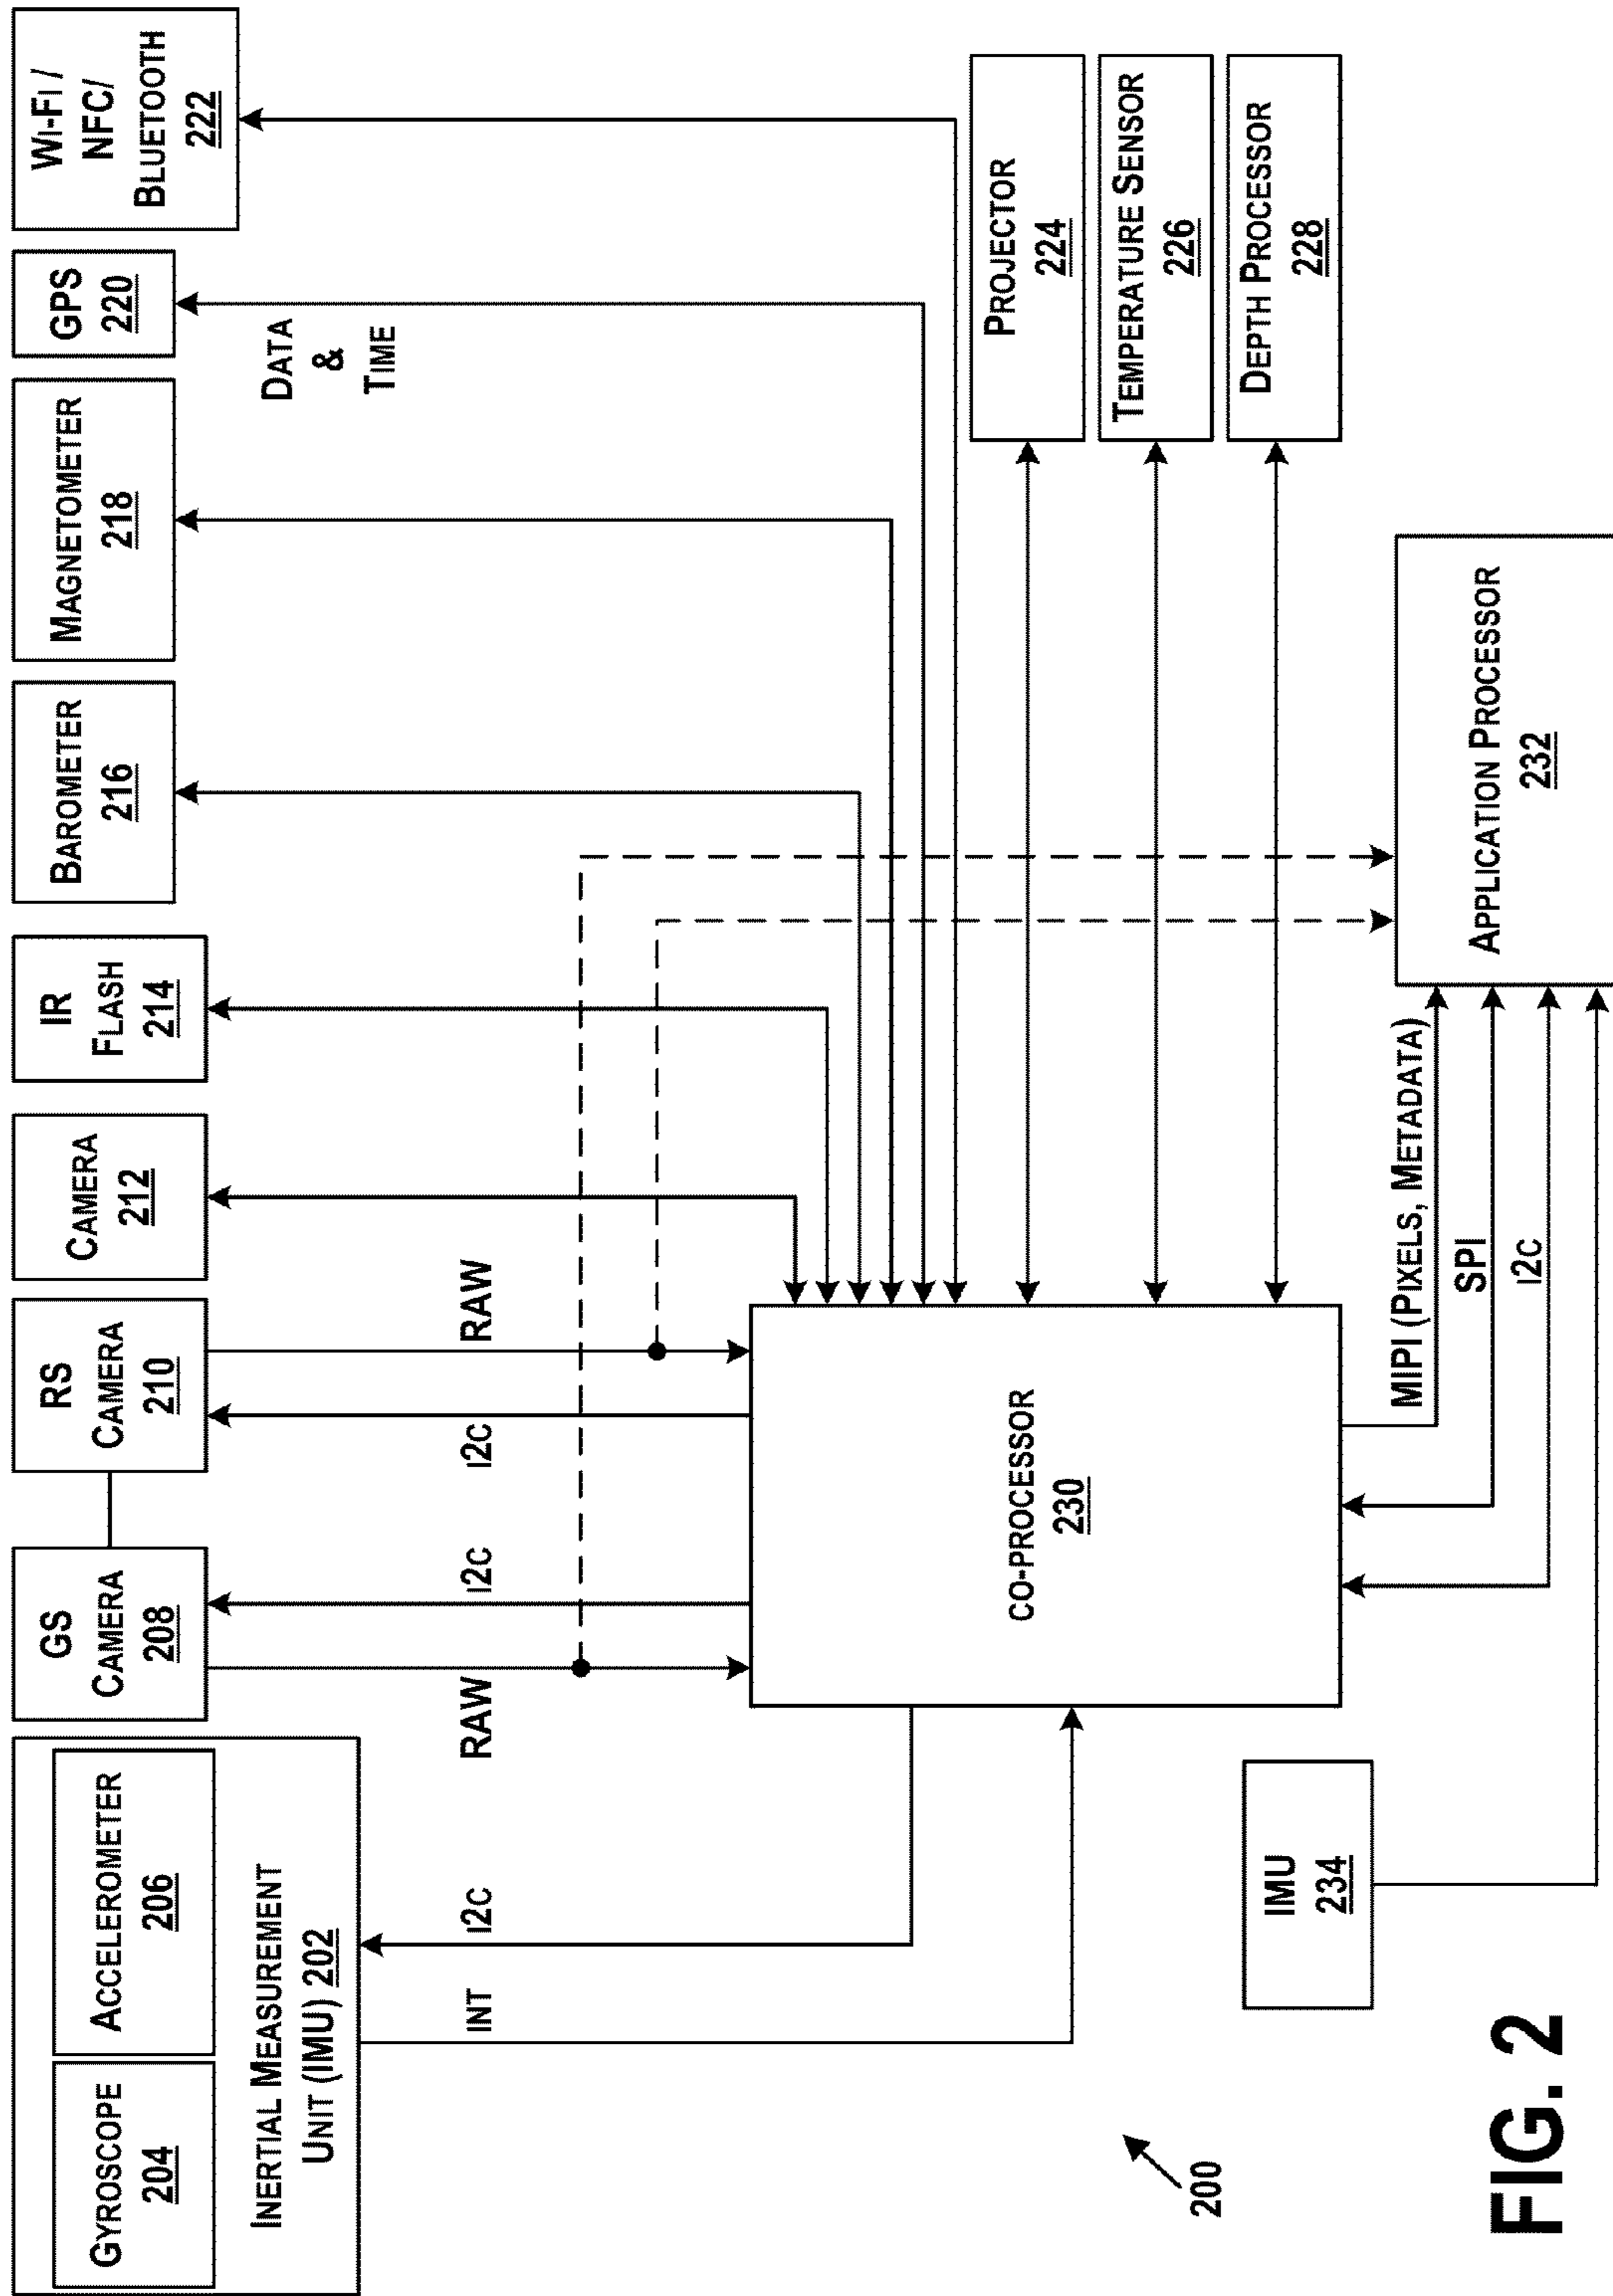 GYROSCOPE
204
ACCELEROMETER
206
INERTIAL MEASUREMENT
UNIT (IMU) 202
GS
CAMERA
208
RS
CAMERA
210
CAMERA
212
IR
FLASH
214
BAROMETER
216
MAGNETOMETER
218
GPS
220
WI-FI /
NFC/
BLUETOOTH
222
DATA
&
TIME
INT
I2C
RAW
I2C
I2C
RAW
CO-PROCESSOR
230
PROJECTOR
224
TEMPERATURE SENSOR
226
DEPTH PROCESSOR
228
IMU
234
MIPI (PIXELS, METADATA)
SPI
I2C
APPLICATION PROCESSOR
232
200
FIG. 2